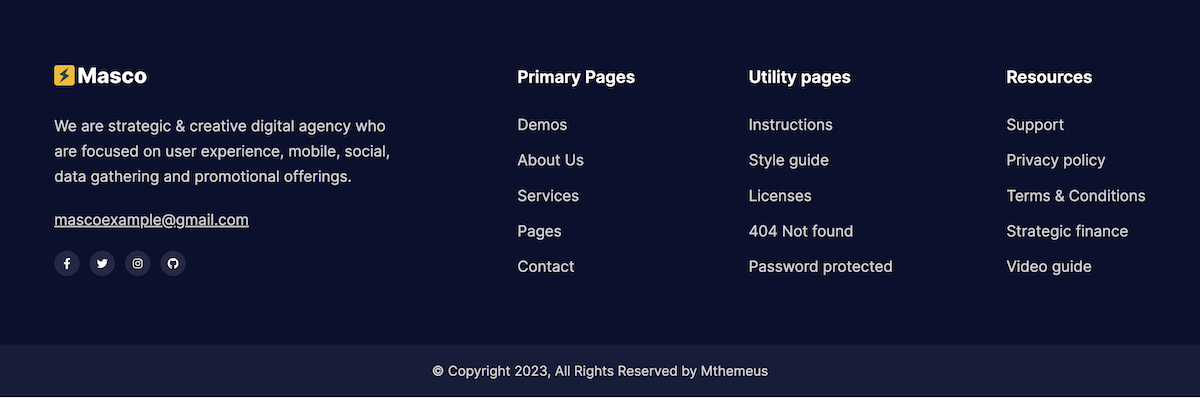 Masco
We are strategic & creative digital agency who
are focused on user experience, mobile, social,
data gathering and promotional offerings.
mascoexample@gmail.com
Primary Pages
Demos
About Us
Services
Pages
Contact
Utility pages
Instructions
Style guide
Licenses
404 Not found
Password protected
Resources
Support
Privacy policy
Terms & Conditions
Strategic finance
Video guide
© Copyright 2023, All Rights Reserved by Mthemeus